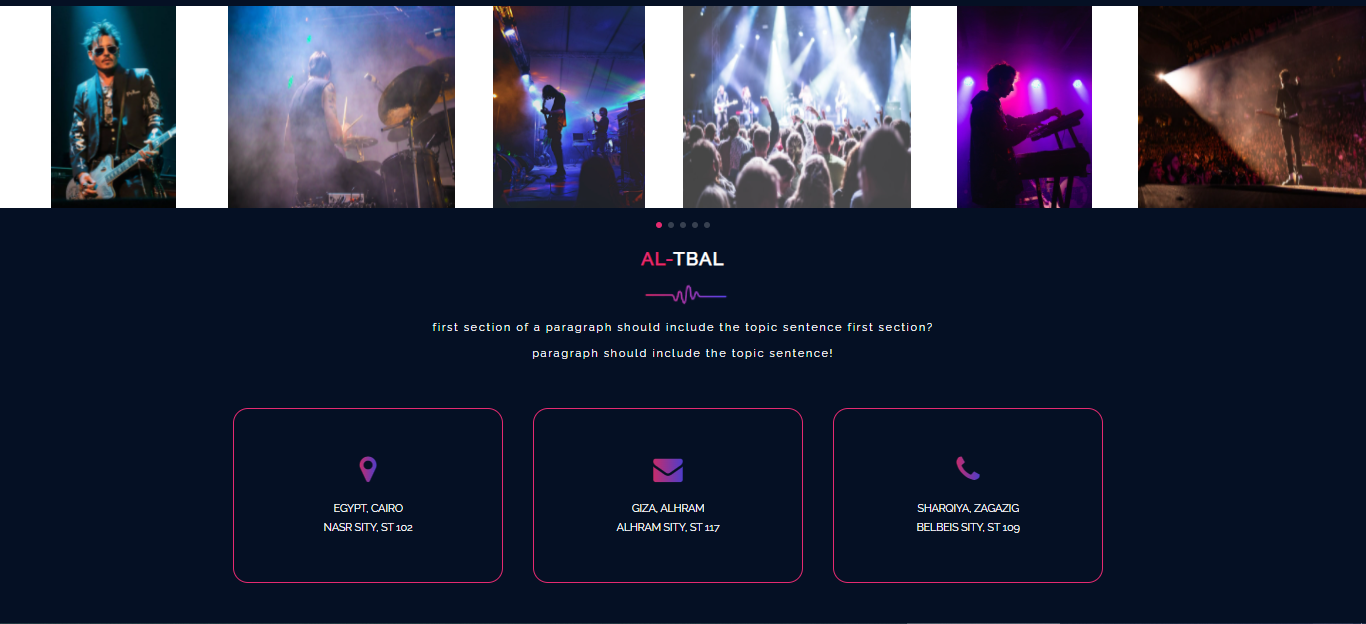 AL-TBAL
first section of a paragraph should include the topic sentence first section?
paragraph should include the topic sentence!
EGYPT, CAIRO
NASR SITY, ST 102
GIZA, ALHRAM
ALHRAM SITY, ST 117
SHARQIYA, ZAGAZIG
BELBEIS SITY, ST 109